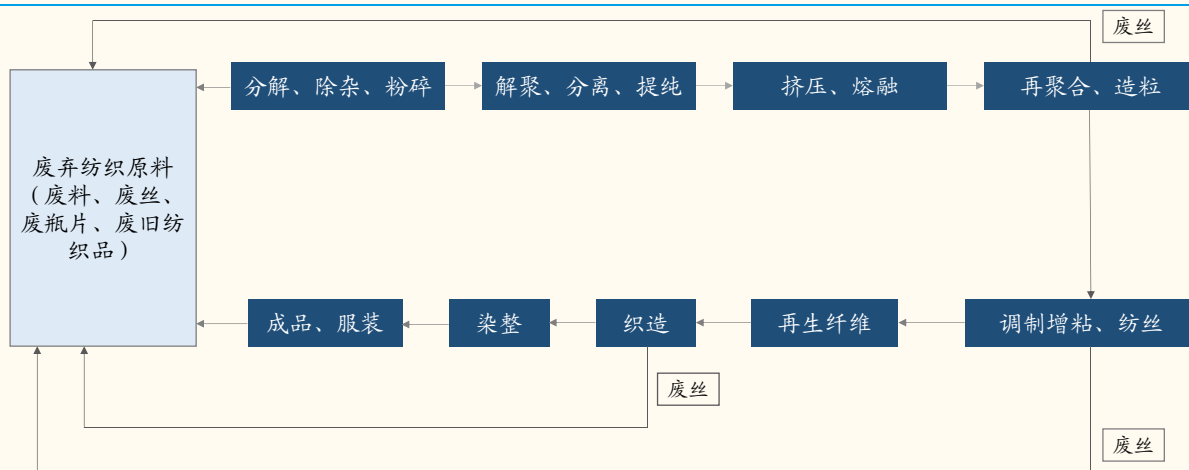 废丝
分解、除杂、粉碎
解聚、分离、提纯
挤压、熔融
再聚合、造粒
废弃纺织原料
（废料、废丝、
废瓶片、废旧纺
织品）
成品、服装
染整
织造
再生纤维
调制增粘、纺丝
废丝
废丝